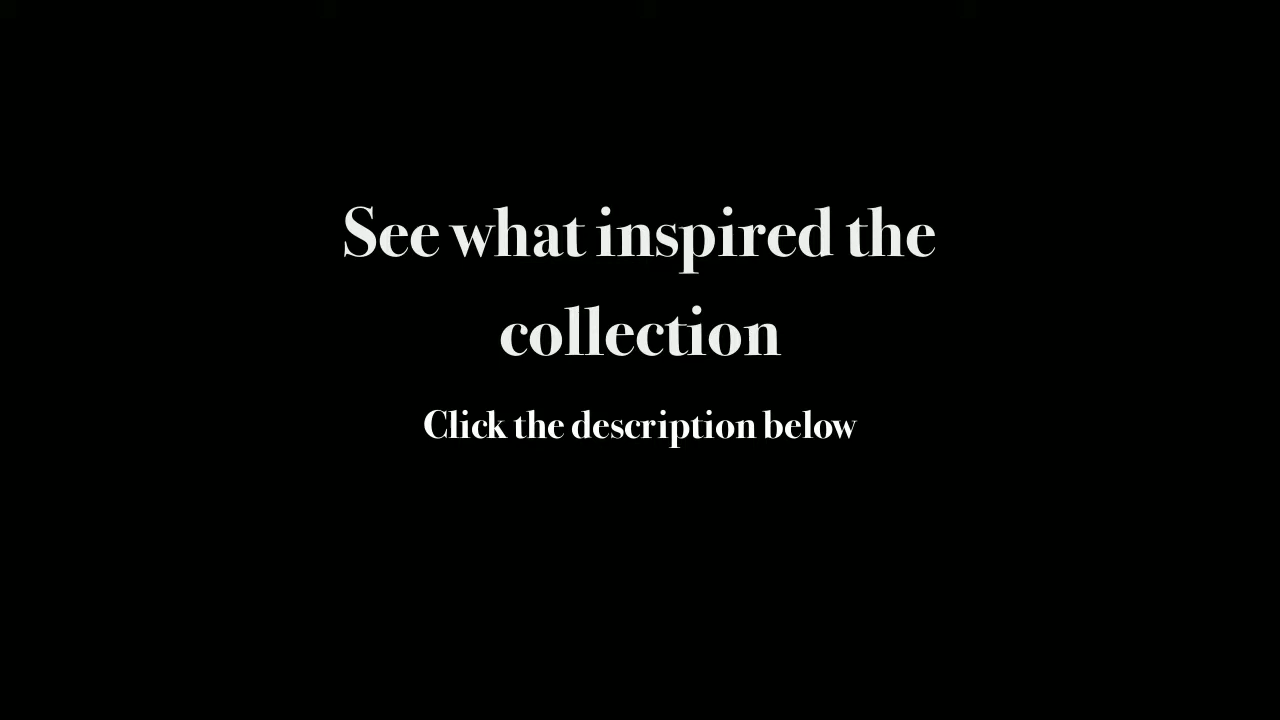 See what inspired the
collection
Click the description below